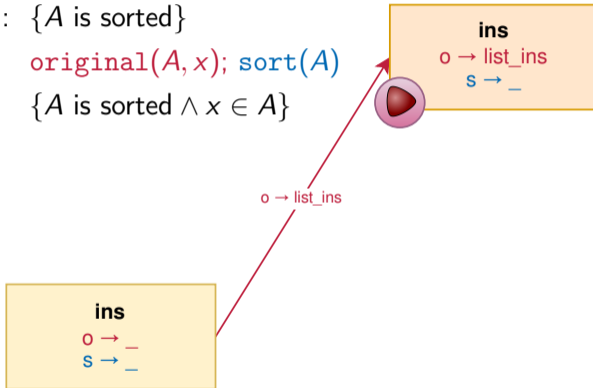 : {A is sorted}
original(A, x); sort(A)
{A is sorted ∧ x ∈ A}
ins
o → list_ins
s → _
o → list_ins
ins
o → _
s → _